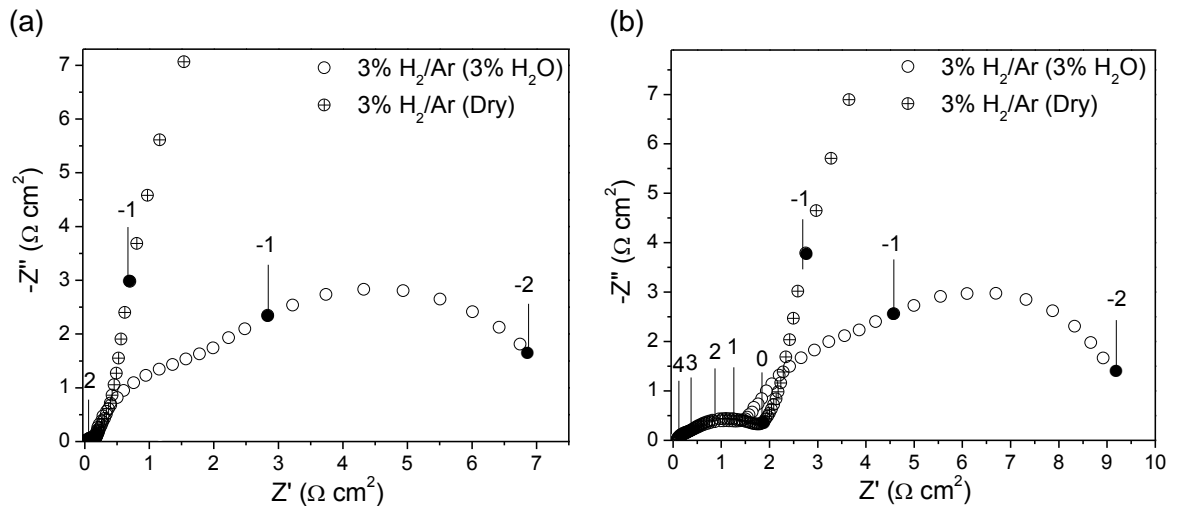 (a)
7
6
5
4
3
2
1
0
-Z'' (Ω cm²)
0 1 2 3 4 5 6 7
Z' (Ω cm²)
3% H₂/Ar (3% H₂O)
3% H₂/Ar (Dry)
-1
-1
-2
2
(b)
7
6
5
4
3
2
1
0
-Z'' (Ω cm²)
0 1 2 3 4 5 6 7 8 9 10
Z' (Ω cm²)
3% H₂/Ar (3% H₂O)
3% H₂/Ar (Dry)
-1
-1
-2
4 3 2 1 0